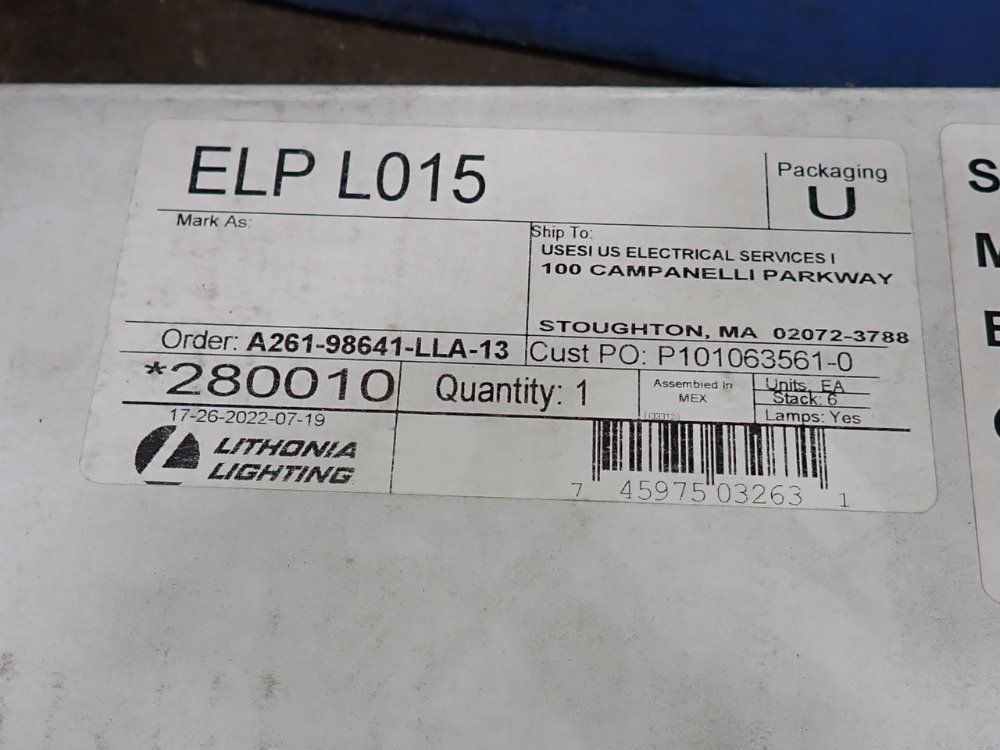 ELP L015
Packaging
U
Mark As:
Ship To:
USESI US ELECTRICAL SERVICES I
100 CAMPANELLI PARKWAY
STOUGHTON, MA 02072-3788
Order: A261-98641-LLA-13
Cust PO: P101063561-0
*280010
Quantity: 1
Assembled In
MEX
Units, EA
Stack: 6
Lamps: Yes
17-26-2022-07-19
LITHONIA
LIGHTING
7 45975 03263 1
S
M
E